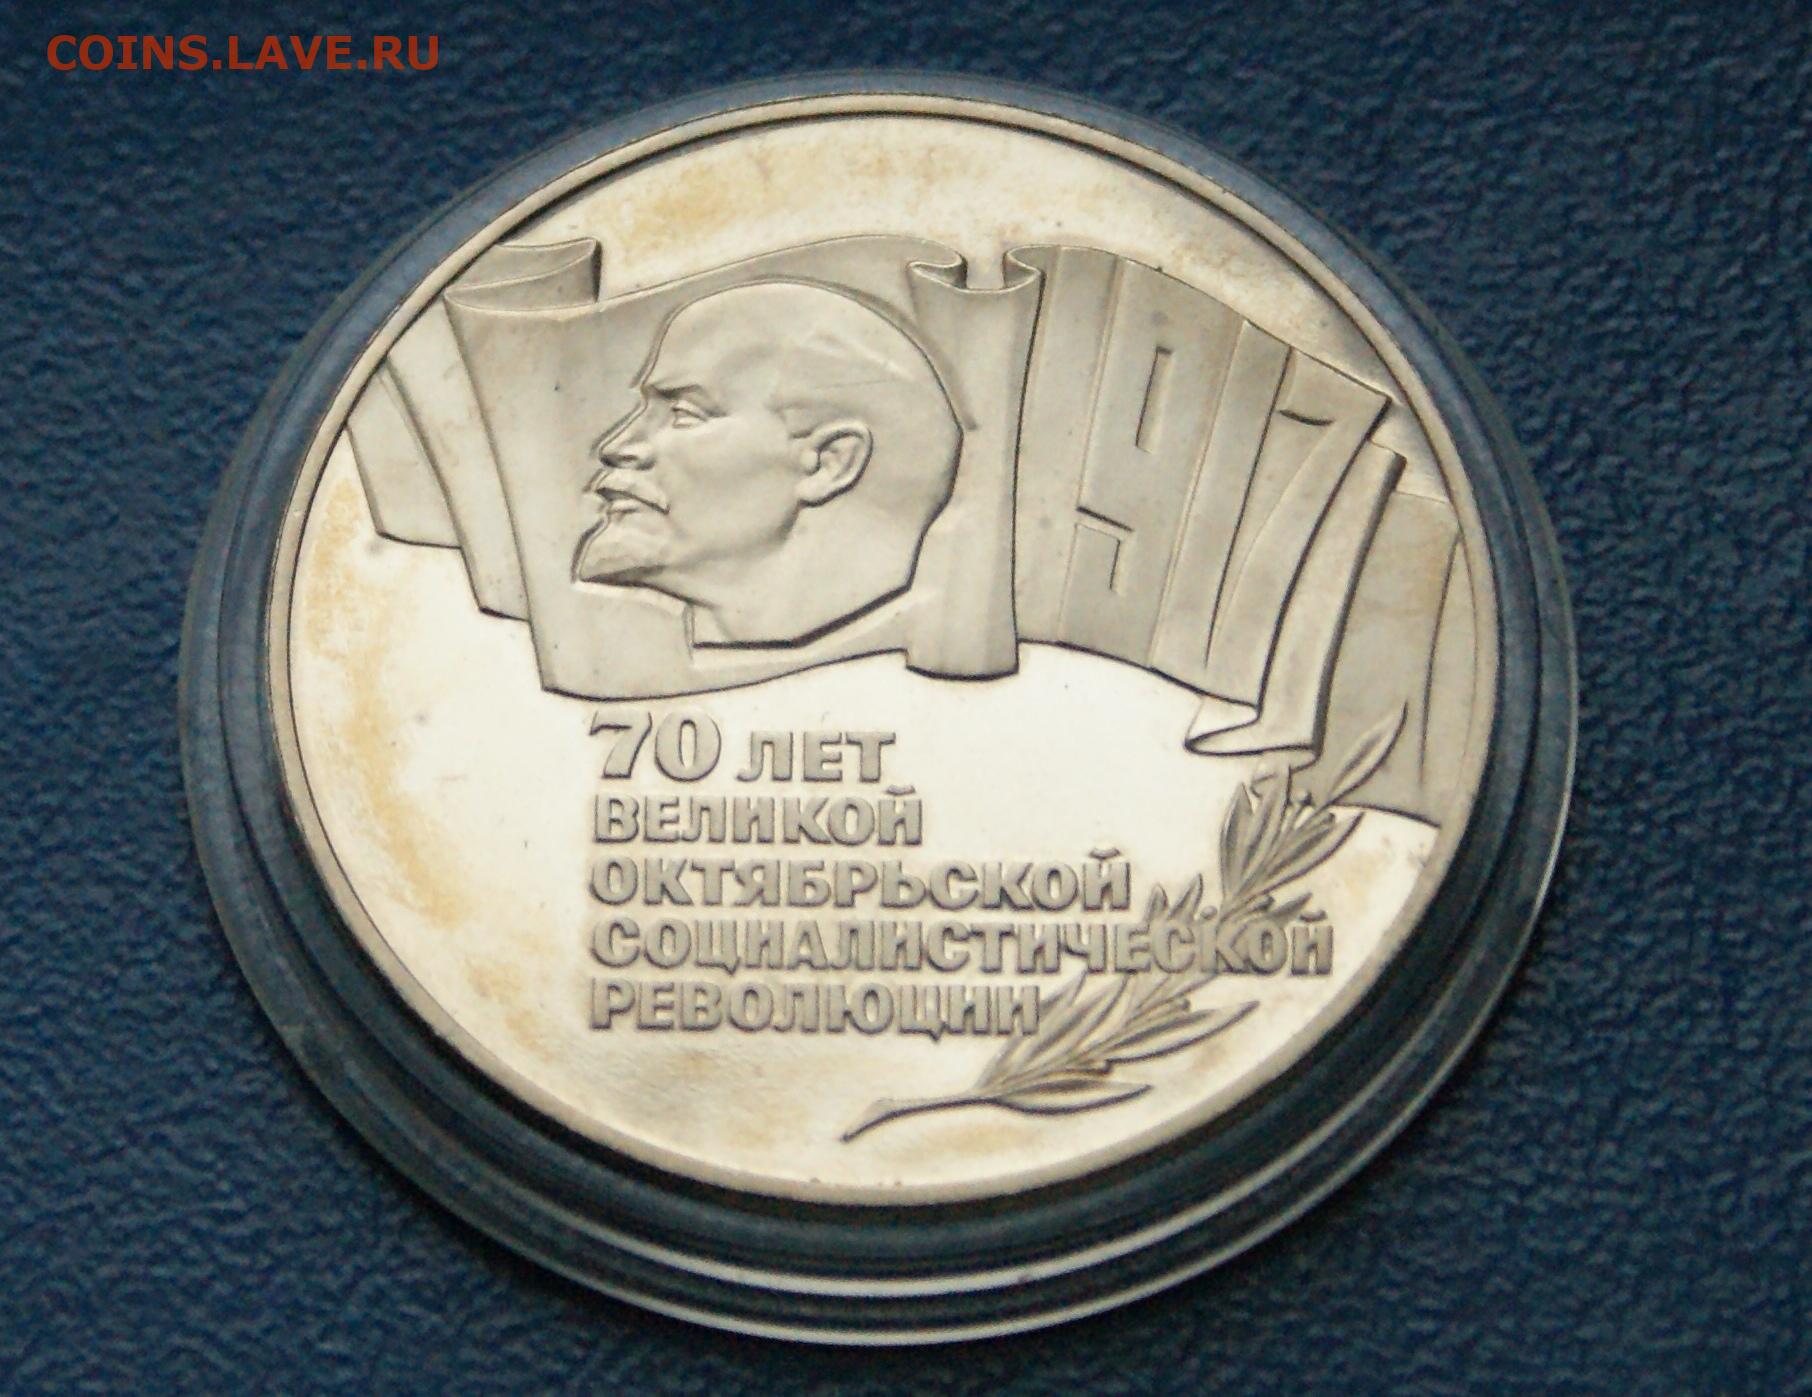 COINS.LAVE.RU
1917
70 ЛЕТ
ВЕЛИКОЙ
ОКТЯБРЬСКОЙ
СОЦИАЛИСТИЧЕСКОЙ
РЕВОЛЮЦИИ